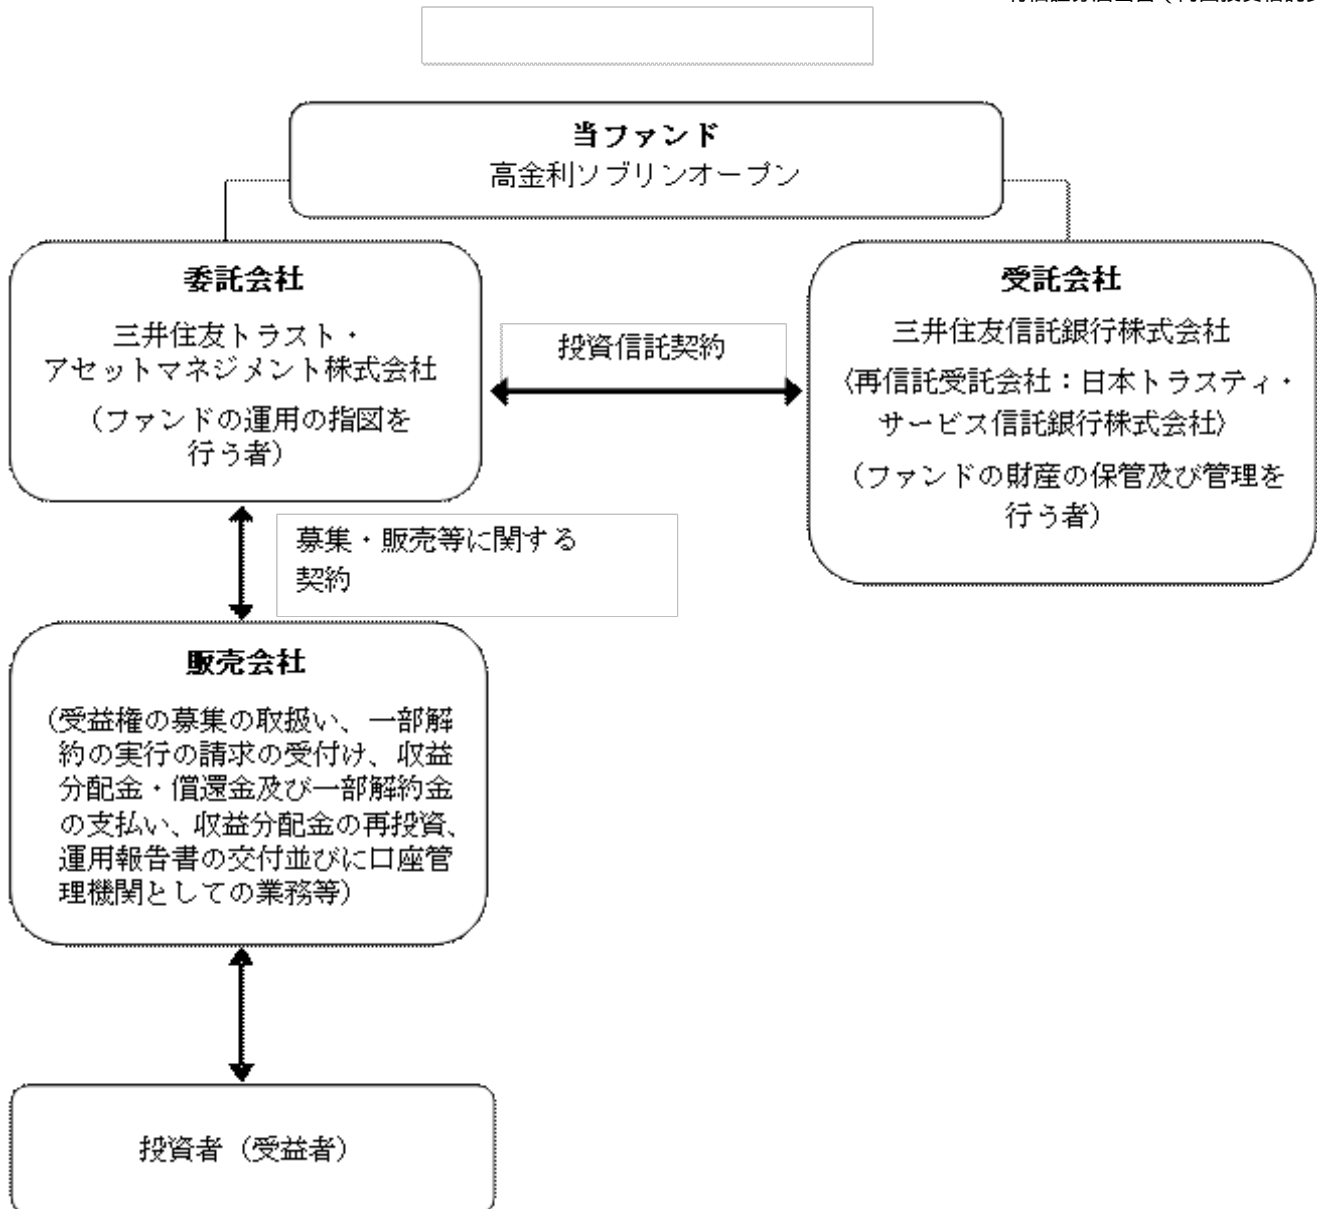 当ファンド
高金利ソブリンオープン
委託会社
三井住友トラスト・
アセットマネジメント株式会社
(ファンドの運用の指図を
行う者)
投資信託契約
受託会社
三井住友信託銀行株式会社
〈再信託受託会社：日本トラスティ・
サービス信託銀行株式会社〉
(ファンドの財産の保管及び管理を
行う者)
募集・販売等に関する
契約
販売会社
(受益権の募集の取扱い、一部解
約の実行の請求の受付け、収益
分配金・償還金及び一部解約金
の支払い、収益分配金の再投資、
運用報告書の交付並びに口座管
理機関としての業務等)
投資者（受益者）